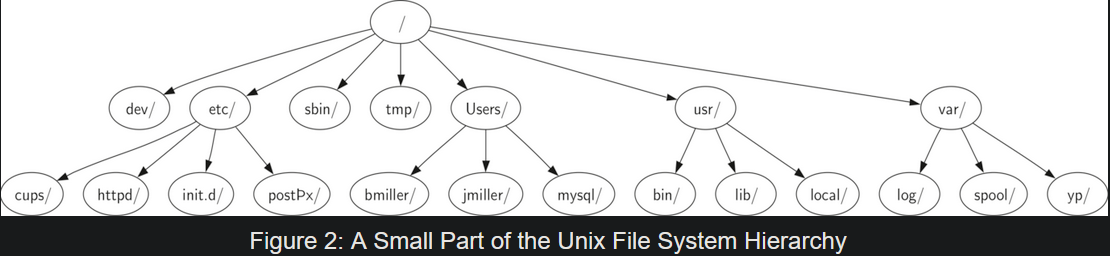 /
dev/ etc/ sbin/ tmp/ Users/ usr/ var/
cups/ httpd/ init.d/ postÞx/ bmiller/ jmiller/ mysql/ bin/ lib/ local/ log/ spool/ yp/
Figure 2: A Small Part of the Unix File System Hierarchy